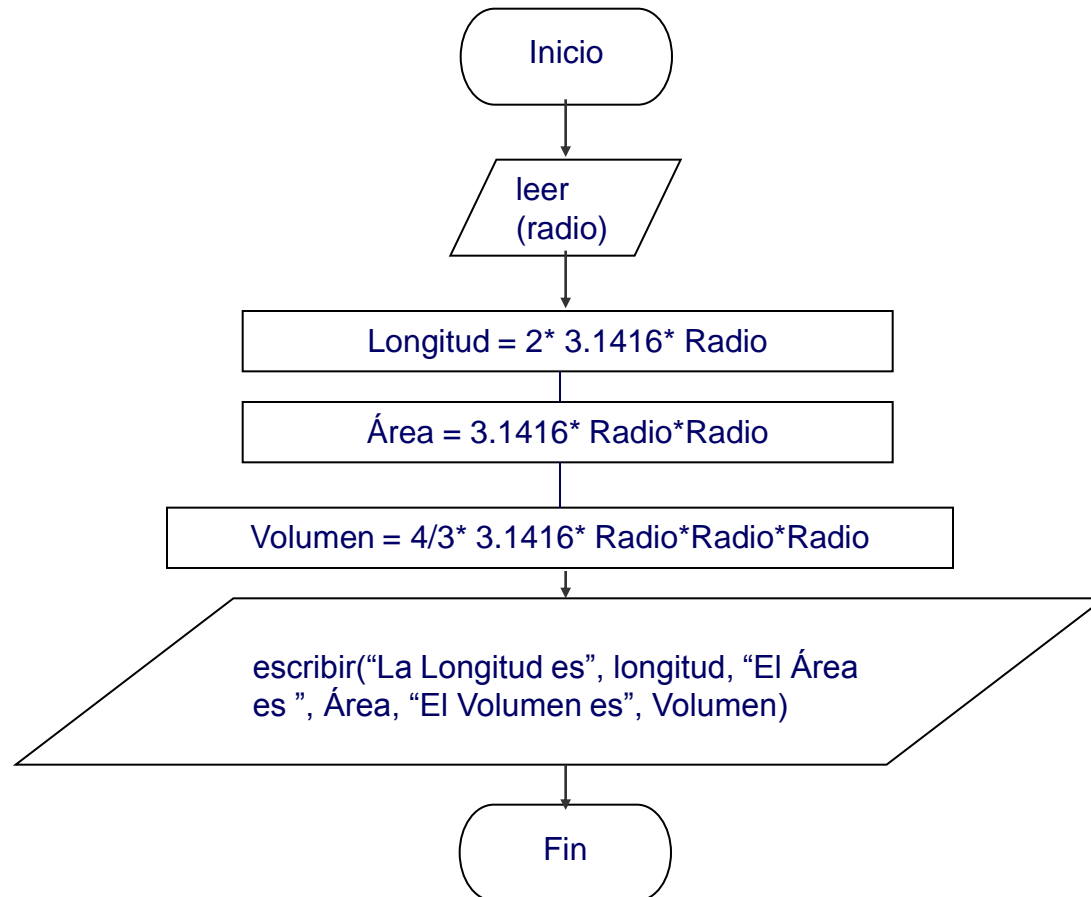 Inicio
leer
(radio)
Longitud = 2* 3.1416* Radio
Área = 3.1416* Radio*Radio
Volumen = 4/3* 3.1416* Radio*Radio*Radio
escribir(“La Longitud es”, longitud, “El Área
es ”, Área, “El Volumen es”, Volumen)
Fin